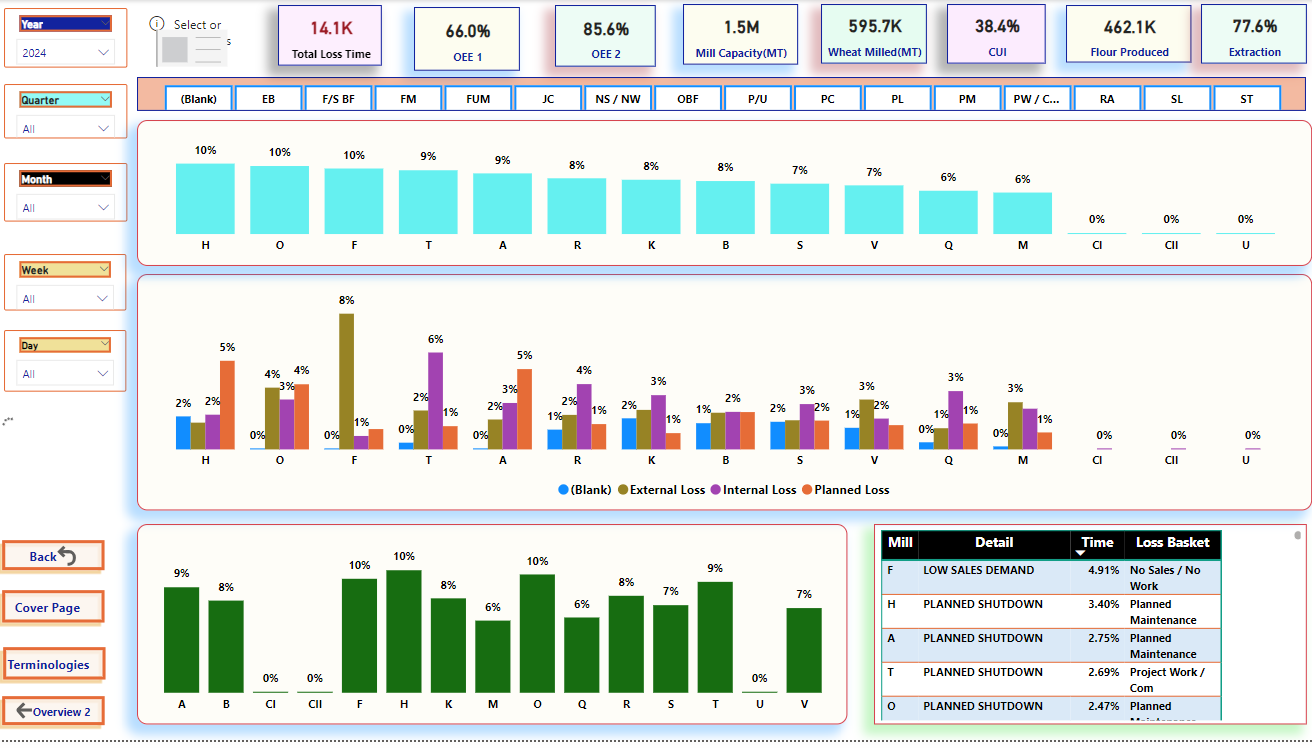 Year
2024
Select or
s
14.1K
Total Loss Time
66.0%
OEE 1
85.6%
OEE 2
1.5M
Mill Capacity(MT)
595.7K
Wheat Milled(MT)
38.4%
CUI
462.1K
Flour Produced
77.6%
Extraction
Quarter
All
Month
All
Week
All
Day
All
(Blank) EB F/S BF FM FUM JC NS / NW OBF P/U PC PL PM PW / C... RA SL ST
10% 10% 10% 9% 9% 8% 8% 8% 7% 7% 6% 6% 0% 0% 0%
H O F T A R K B S V Q M CI CII U
2% 2% 5% 0% 4% 3% 4% 0% 8% 1% 0% 2% 6% 1% 0% 2% 3% 5% 1% 2% 4% 1% 2% 3% 1% 1% 2% 2% 3% 2% 1% 3% 2% 0% 1% 3% 1% 0% 3% 1% 0% 0% 0%
H O F T A R K B S V Q M CI CII U
(Blank) External Loss Internal Loss Planned Loss
Back
Cover Page
Terminologies
Overview 2
9% 8% 0% 0% 10% 10% 8% 6% 10% 6% 8% 7% 9% 0% 7%
A B CI CII F H K M O Q R S T U V
Mill Detail Time Loss Basket
F LOW SALES DEMAND 4.91% No Sales / No
Work
H PLANNED SHUTDOWN 3.40% Planned
Maintenance
A PLANNED SHUTDOWN 2.75% Planned
Maintenance
T PLANNED SHUTDOWN 2.69% Project Work /
Com
O PLANNED SHUTDOWN 2.47% Planned